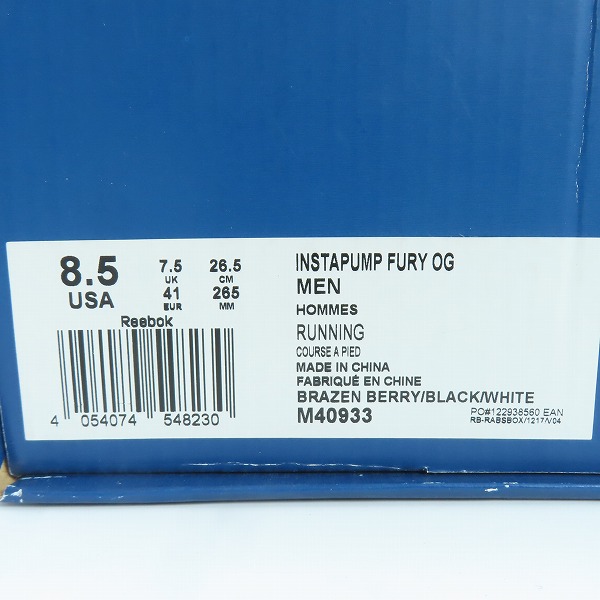 8.5
USA
7.5
UK
41
EUR
26.5
CM
265
MM
Reebok
4 054074 548230
INSTAPUMP FURY OG
MEN
HOMMES
RUNNING
COURSE A PIED
MADE IN CHINA
FABRIQUÉ EN CHINE
BRAZEN BERRY/BLACK/WHITE
M40933
PO#122938560 EAN
RB-RABSBOX/1217/V04